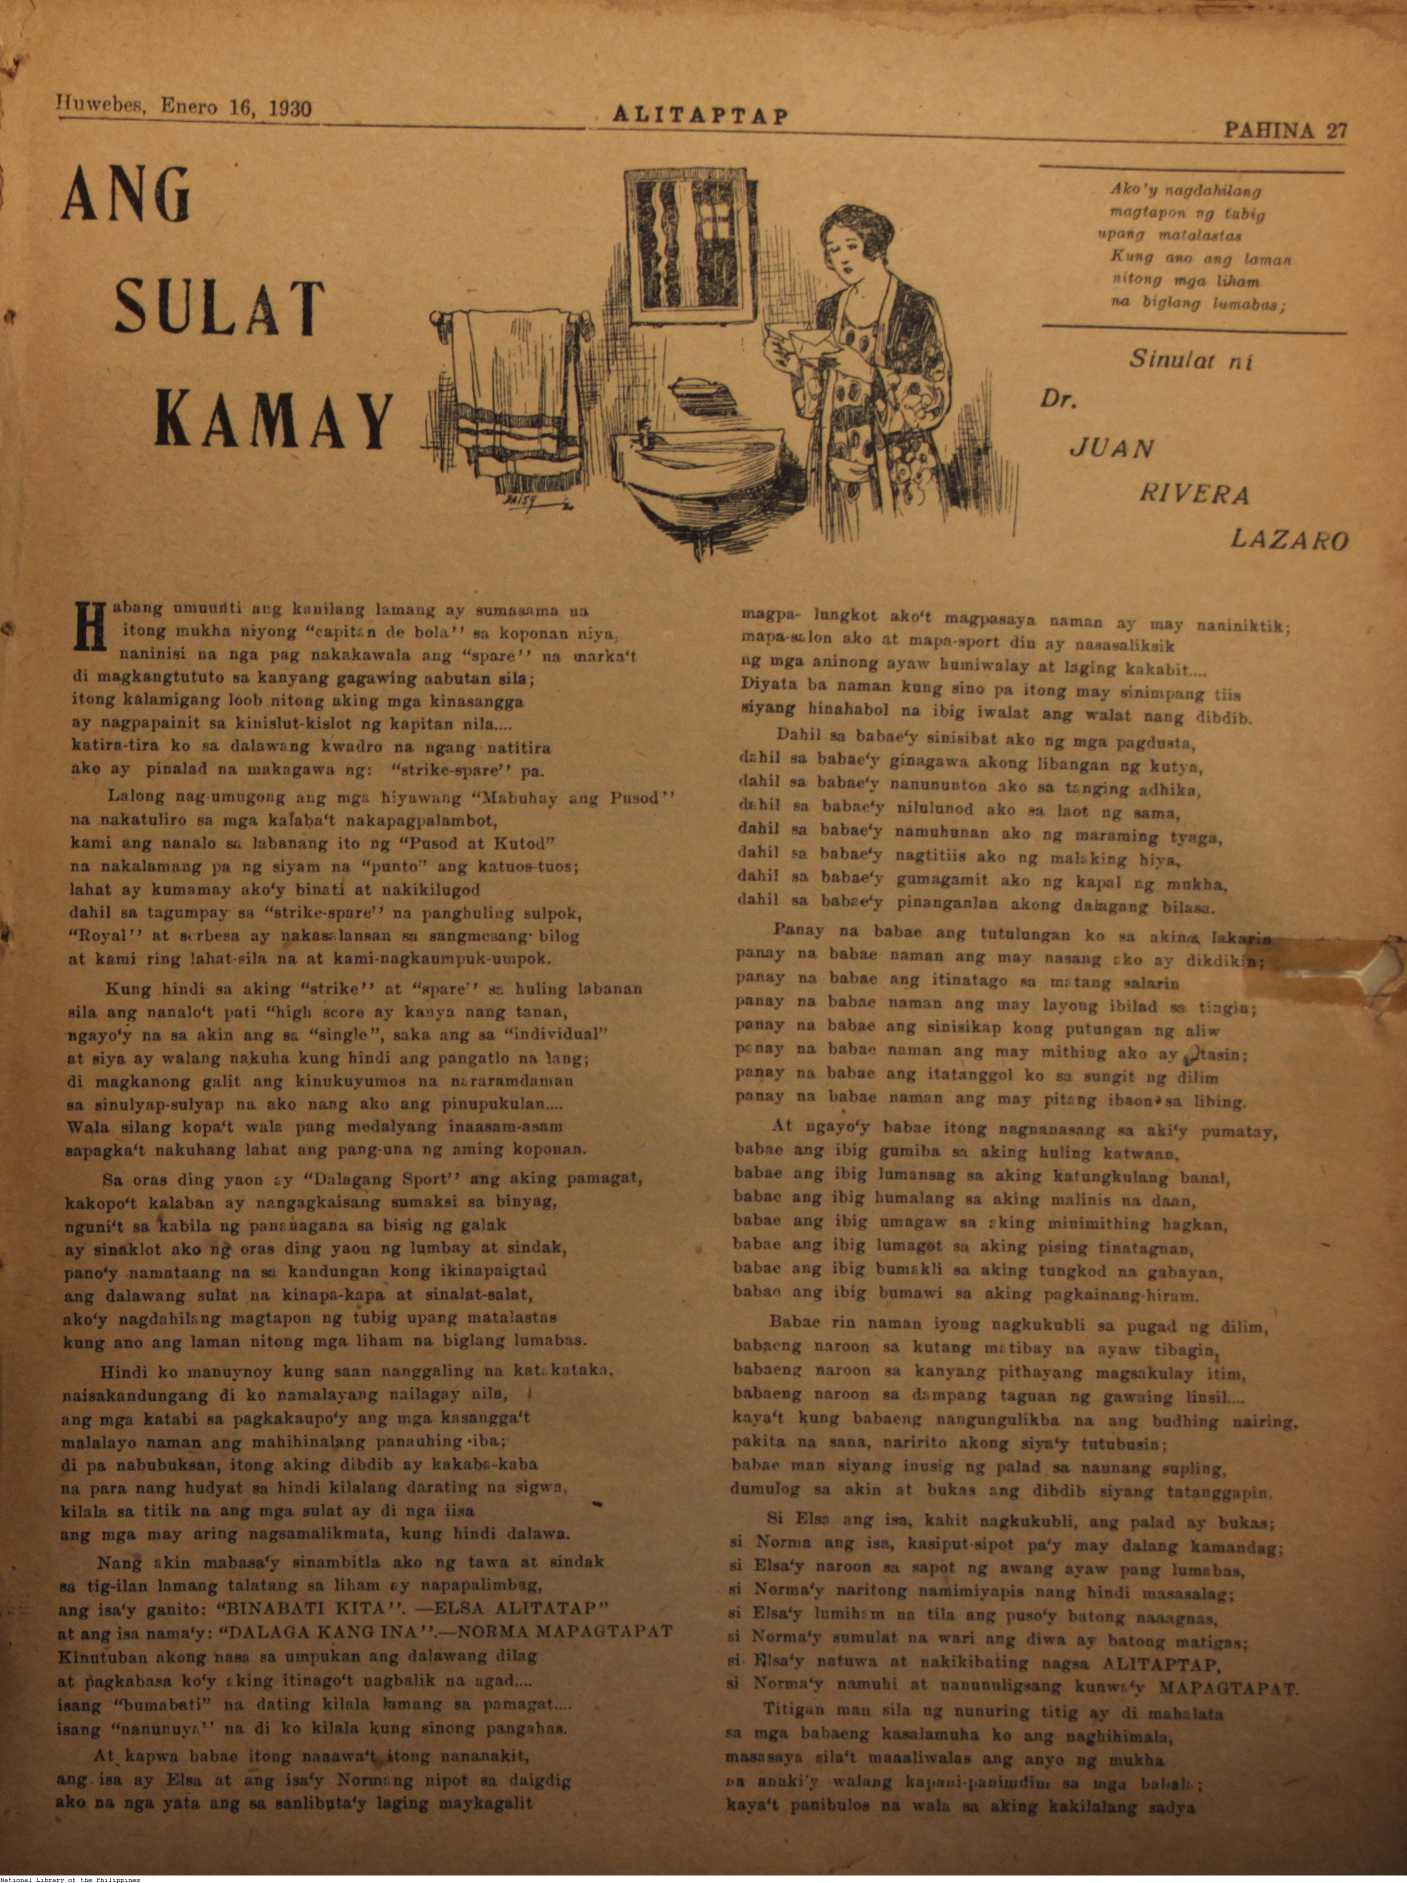 Huwebes, Enero 16, 1930
ALITAPTAP
PAHINA 27
ANG
SULAT
KAMAY
Ako'y nagdahilang
magtapon ng tubig
upang matalastas
Kung ano ang laman
nitong mga liham
na biglang lumabas;
Sinulat ni
Dr.
JUAN
RIVERA
LAZARO
DAISY
Habang umuuriti ang kanilang lamang ay sumasama na
itong mukha niyong "capitan de bola'' sa koponan niya,
naninisi na nga pag nakakawala ang "spare'' na marka't
di magkangtututo sa kanyang gagawing aabutan sila;
itong kalamigang loob nitong aking mga kinasangga
ay nagpapainit sa kinislut-kislot ng kapitan nila....
katira-tira ko sa dalawang kwadro na ngang natitira
ako ay pinalad na makagawa ng: "strike-spare'' pa.
Lalong nag-umugong ang mga hiyawang "Mabuhay ang Pusod''
na nakatuliro sa mga kalaba't nakapagpalambot,
kami ang nanalo sa labanang ito ng "Pusod at Kutod"
na nakalamang pa ng siyam na "punto" ang katuos-tuos;
lahat ay kumamay ako'y binati at nakikilugod
dahil sa tagumpay sa "strike-spare'' na panghuling sulpok,
"Royal'' at serbesa ay nakasalansan sa sangmesang bilog
at kami ring lahat-sila na at kami-nagkaumpuk-umpok.
Kung hindi sa aking "strike'' at "spare'' sa huling labanan
sila ang nanalo't pati "high score ay kanya nang tanan,
ngayo'y na sa akin ang sa "single", saka ang sa "individual"
at siya ay walang nakuha kung hindi ang pangatlo na lang;
di magkanong galit ang kinukuyumos na nararamdaman
sa sinulyap-sulyap na ako nang ako ang pinupukulan....
Wala silang kopa't wala pang medalyang inaasam-asam
sapagka't nakuhang lahat ang pang-una ng aming koponan.
Sa oras ding yaon ay "Dalagang Sport'' ang aking pamagat,
kakopo't kalaban ay nangagkaisang sumaksi sa binyag,
nguni't sa kabila ng pananagana sa bisig ng galak
ay sinaklot ako ng oras ding yaon ng lumbay at sindak,
pano'y namataang na sa kandungan kong ikinapaigtad
ang dalawang sulat na kinapa-kapa at sinalat-salat,
ako'y nagdahilang magtapon ng tubig upang matalastas
kung ano ang laman nitong mga liham na biglang lumabas.
Hindi ko manuynoy kung saan nanggaling na kataka-taka,
naisakandungang di ko namalayang nailagay nila,
ang mga katabi sa pagkakaupo'y ang mga kasangga't
malalayo naman ang mahihinalang panauhing iba;
di pa nabubuksan, itong aking dibdib ay kakaba-kaba
na para nang hudyat sa hindi kilalang darating na sigwa,
kilala sa titik na ang mga sulat ay di nga iisa
ang mga may aring nagsamalikmata, kung hindi dalawa.
Nang akin mabasa'y sinambitla ako ng tawa at sindak
sa tig-ilan lamang talatang sa liham ay napapalimbag,
ang isa'y ganito: "BINABATI KITA''. —ELSA ALITATAP"
at ang isa nama'y: "DALAGA KANG INA''.—NORMA MAPAGTAPAT
Kinutuban akong nasa sa umpukan ang dalawang dilag
at pagkabasa ko'y aking itinago't nagbalik na agad....
isang "bumabati" na dating kilala lamang sa pamagat....
isang "nanunuya'' na di ko kilala kung sinong pangahas.
At kapwa babae itong naaawa't itong nananakit,
ang isa ay Elsa at ang isa'y Normang nipot sa daigdig
ako na nga yata ang sa sanlibuta'y laging maykagalit
magpa- lungkot ako't magpasaya naman ay may naniniktik;
mapa-salon ako at mapa-sport din ay nasasaliksik
ng mga aninong ayaw humiwalay at laging kakabit....
Diyata ba naman kung sino pa itong may sinimpang tiis
siyang hinahabol na ibig iwalat ang walat nang dibdib.
Dahil sa babae'y sinisibat ako ng mga pagdusta,
dahil sa babae'y ginagawa akong libangan ng kutya,
dahil sa babae'y nanununton ako sa tanging adhika,
dahil sa babae'y nilulunod ako sa laot ng sama,
dahil sa babae'y namuhunan ako ng maraming tyaga,
dahil sa babae'y nagtitiis ako ng malaking hiya,
dahil sa babae'y gumagamit ako ng kapal ng mukha,
dahil sa babae'y pinanganlan akong dalagang bilasa.
Panay na babae ang tutulungan ko sa aking lakarin
panay na babae naman ang may nasang ako ay dikdikin;
panay na babae ang itinatago sa matang salarin
panay na babae naman ang may layong ibilad sa tingin;
panay na babae ang sinisikap kong putungan ng aliw
panay na babae naman ang may mithing ako ay
panay na babae ang itatanggol ko sa sungit ng dilim
panay na babae naman ang may pitang ibaon sa libing.
At ngayo'y babae itong nagnanasang sa aki'y pumatay,
babae ang ibig gumiba sa aking huling katwaan,
babae ang ibig lumansag sa aking katungkulang banal,
babae ang ibig humalang sa aking malinis na daan,
babae ang ibig umagaw sa aking minimithing hagkan,
babae ang ibig lumagot sa aking pising tinatagnan,
babae ang ibig bumakli sa aking tungkod na gabayan,
babae ang ibig bumawi sa aking pagkainang-hiram.
Babae rin naman iyong nagkukubli sa pugad ng dilim,
babaeng naroon sa kutang matibay na ayaw tibagin,
babaeng naroon sa kanyang pithayang magsakulay itim,
babaeng naroon sa dampang taguan ng gawaing linsil....
kaya't kung babaeng nangungulikba na ang budhing nairing,
pakita na sana, naririto akong siya'y tutubusin;
babae man siyang inusig ng palad sa naunang supling,
dumulog sa akin at bukas ang dibdib siyang tatanggapin.
Si Elsa ang isa, kahit nagkukubli, ang palad ay bukas;
si Norma ang isa, kasiput-sipot pa'y may dalang kamandag;
si Elsa'y naroon sa sapot ng awang ayaw pang lumabas,
si Norma'y naritong namimiyapis nang hindi masasalag;
si Elsa'y lumiham na tila ang puso'y batong naaagnas,
si Norma'y sumulat na wari ang diwa ay batong matigas;
si Elsa'y natuwa at nakikibating nagsa ALITAPTAP,
si Norma'y namuhi at nanunuligsang kunwa'y MAPAGTAPAT.
Titigan man sila ng nunuring titig ay di mahalata
sa mga babaeng kasalamuha ko ang naghihimala,
masasaya sila't maaaliwalas ang anyo ng mukha
na anaki'y walang kapani-panimdim sa mga babala;
kaya't panibulos na wala sa aking kakilalang sadya
National Library of the Philippines